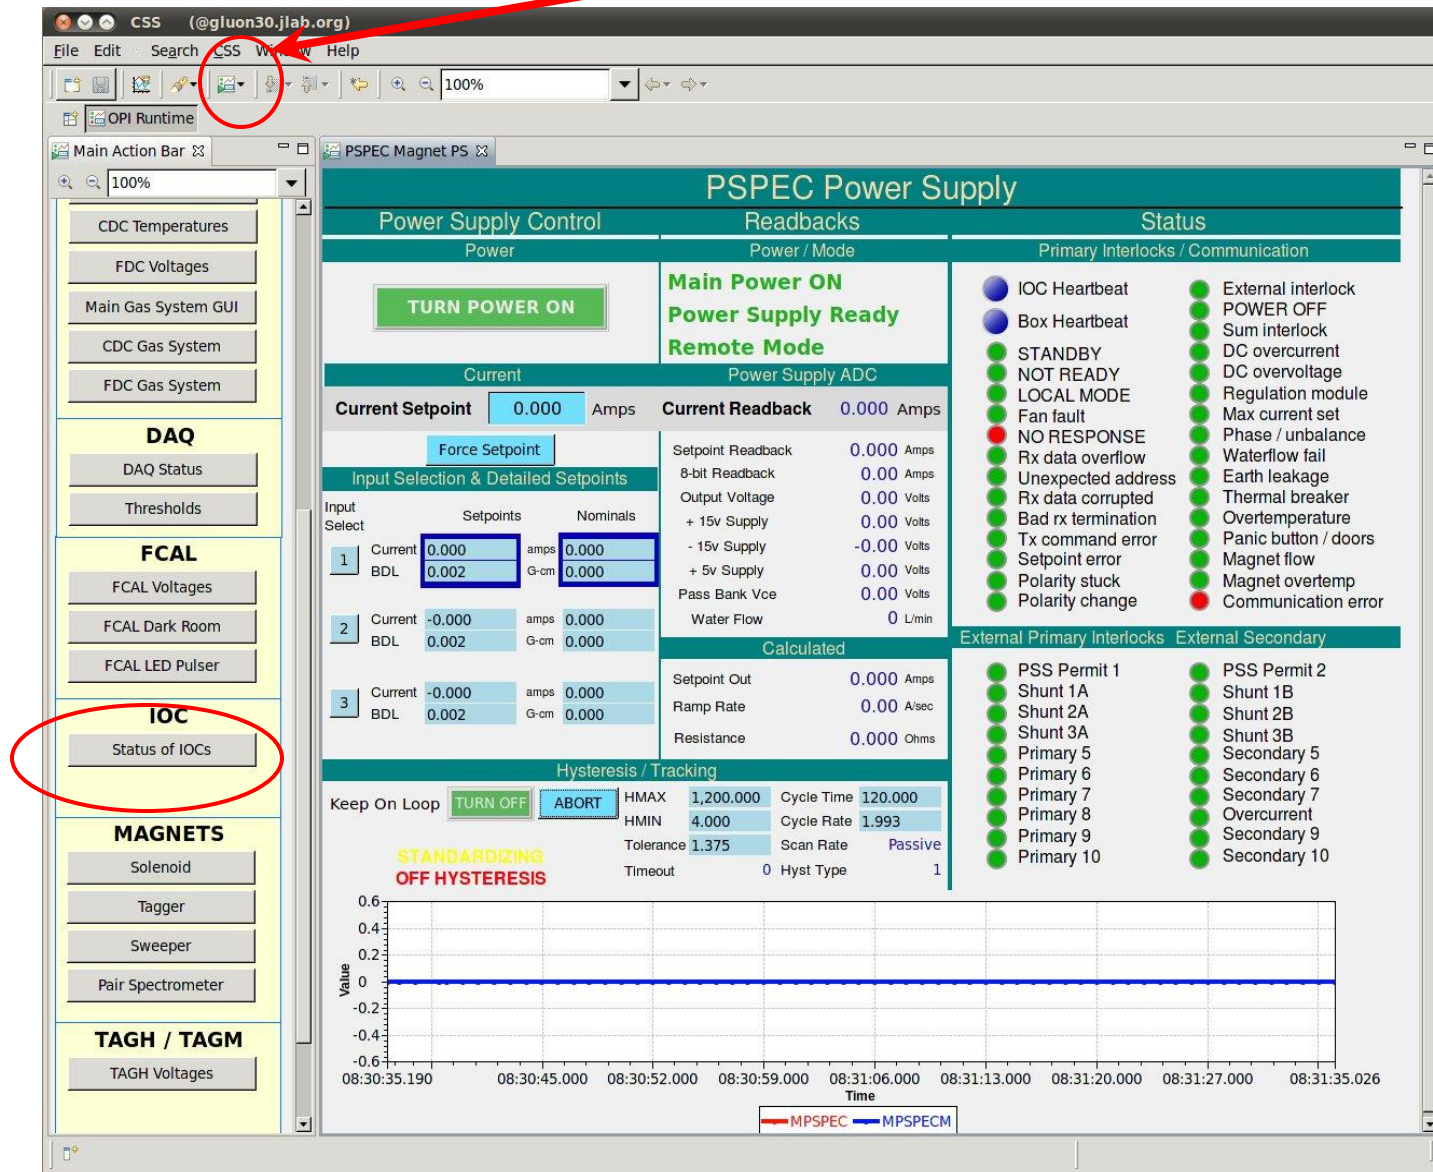 CSS (@gluon30.jlab.org)
File Edit Search CSS Window Help
100%
OPI Runtime
Main Action Bar
100%
CDC Temperatures
FDC Voltages
Main Gas System GUI
CDC Gas System
FDC Gas System
DAQ
DAQ Status
Thresholds
FCAL
FCAL Voltages
FCAL Dark Room
FCAL LED Pulser
IOC
Status of IOCs
MAGNETS
Solenoid
Tagger
Sweeper
Pair Spectrometer
TAGH / TAGM
TAGH Voltages
PSPEC Magnet PS
PSPEC Power Supply
Power Supply Control
Power
TURN POWER ON
Current
Current Setpoint 0.000 Amps
Force Setpoint
Input Selection & Detailed Setpoints
Input
Select
Setpoints Nominals
1
Current 0.000 amps 0.000
BDL 0.002 G-cm 0.000
2
Current -0.000 amps 0.000
BDL 0.002 G-cm 0.000
3
Current -0.000 amps 0.000
BDL 0.002 G-cm 0.000
Readbacks
Power / Mode
Main Power ON
Power Supply Ready
Remote Mode
Power Supply ADC
Current Readback 0.000 Amps
Setpoint Readback 0.000 Amps
8-bit Readback 0.00 Amps
Output Voltage 0.00 Volts
+ 15v Supply 0.00 Volts
- 15v Supply -0.00 Volts
+ 5v Supply 0.00 Volts
Pass Bank Vce 0.00 Volts
Water Flow 0 L/min
Calculated
Setpoint Out 0.000 Amps
Ramp Rate 0.00 A/sec
Resistance 0.000 Ohms
Hysteresis / Tracking
Keep On Loop TURN OFF ABORT
HMAX 1,200.000 Cycle Time 120.000
HMIN 4.000 Cycle Rate 1.993
Tolerance 1.375 Scan Rate Passive
Timeout 0 Hyst Type 1
STANDARDIZING
OFF HYSTERESIS
Status
Primary Interlocks / Communication
IOC Heartbeat
Box Heartbeat
STANDBY
NOT READY
LOCAL MODE
Fan fault
NO RESPONSE
Rx data overflow
Unexpected address
Rx data corrupted
Bad rx termination
Tx command error
Setpoint error
Polarity stuck
Polarity change
External interlock
POWER OFF
Sum interlock
DC overcurrent
DC overvoltage
Regulation module
Max current set
Phase / unbalance
Waterflow fail
Earth leakage
Thermal breaker
Overtemperature
Panic button / doors
Magnet flow
Magnet overtemp
Communication error
External Primary Interlocks External Secondary
PSS Permit 1
Shunt 1A
Shunt 2A
Shunt 3A
Primary 5
Primary 6
Primary 7
Primary 8
Primary 9
Primary 10
PSS Permit 2
Shunt 1B
Shunt 2B
Shunt 3B
Secondary 5
Secondary 6
Secondary 7
Overcurrent
Secondary 9
Secondary 10
0.6
0.4
0.2
0
-0.2
-0.4
-0.6
Value
08:30:35.190 08:30:45.000 08:30:52.000 08:30:59.000 08:31:06.000 08:31:13.000 08:31:20.000 08:31:27.000 08:31:35.026
Time
MPSPEC MPSPECM